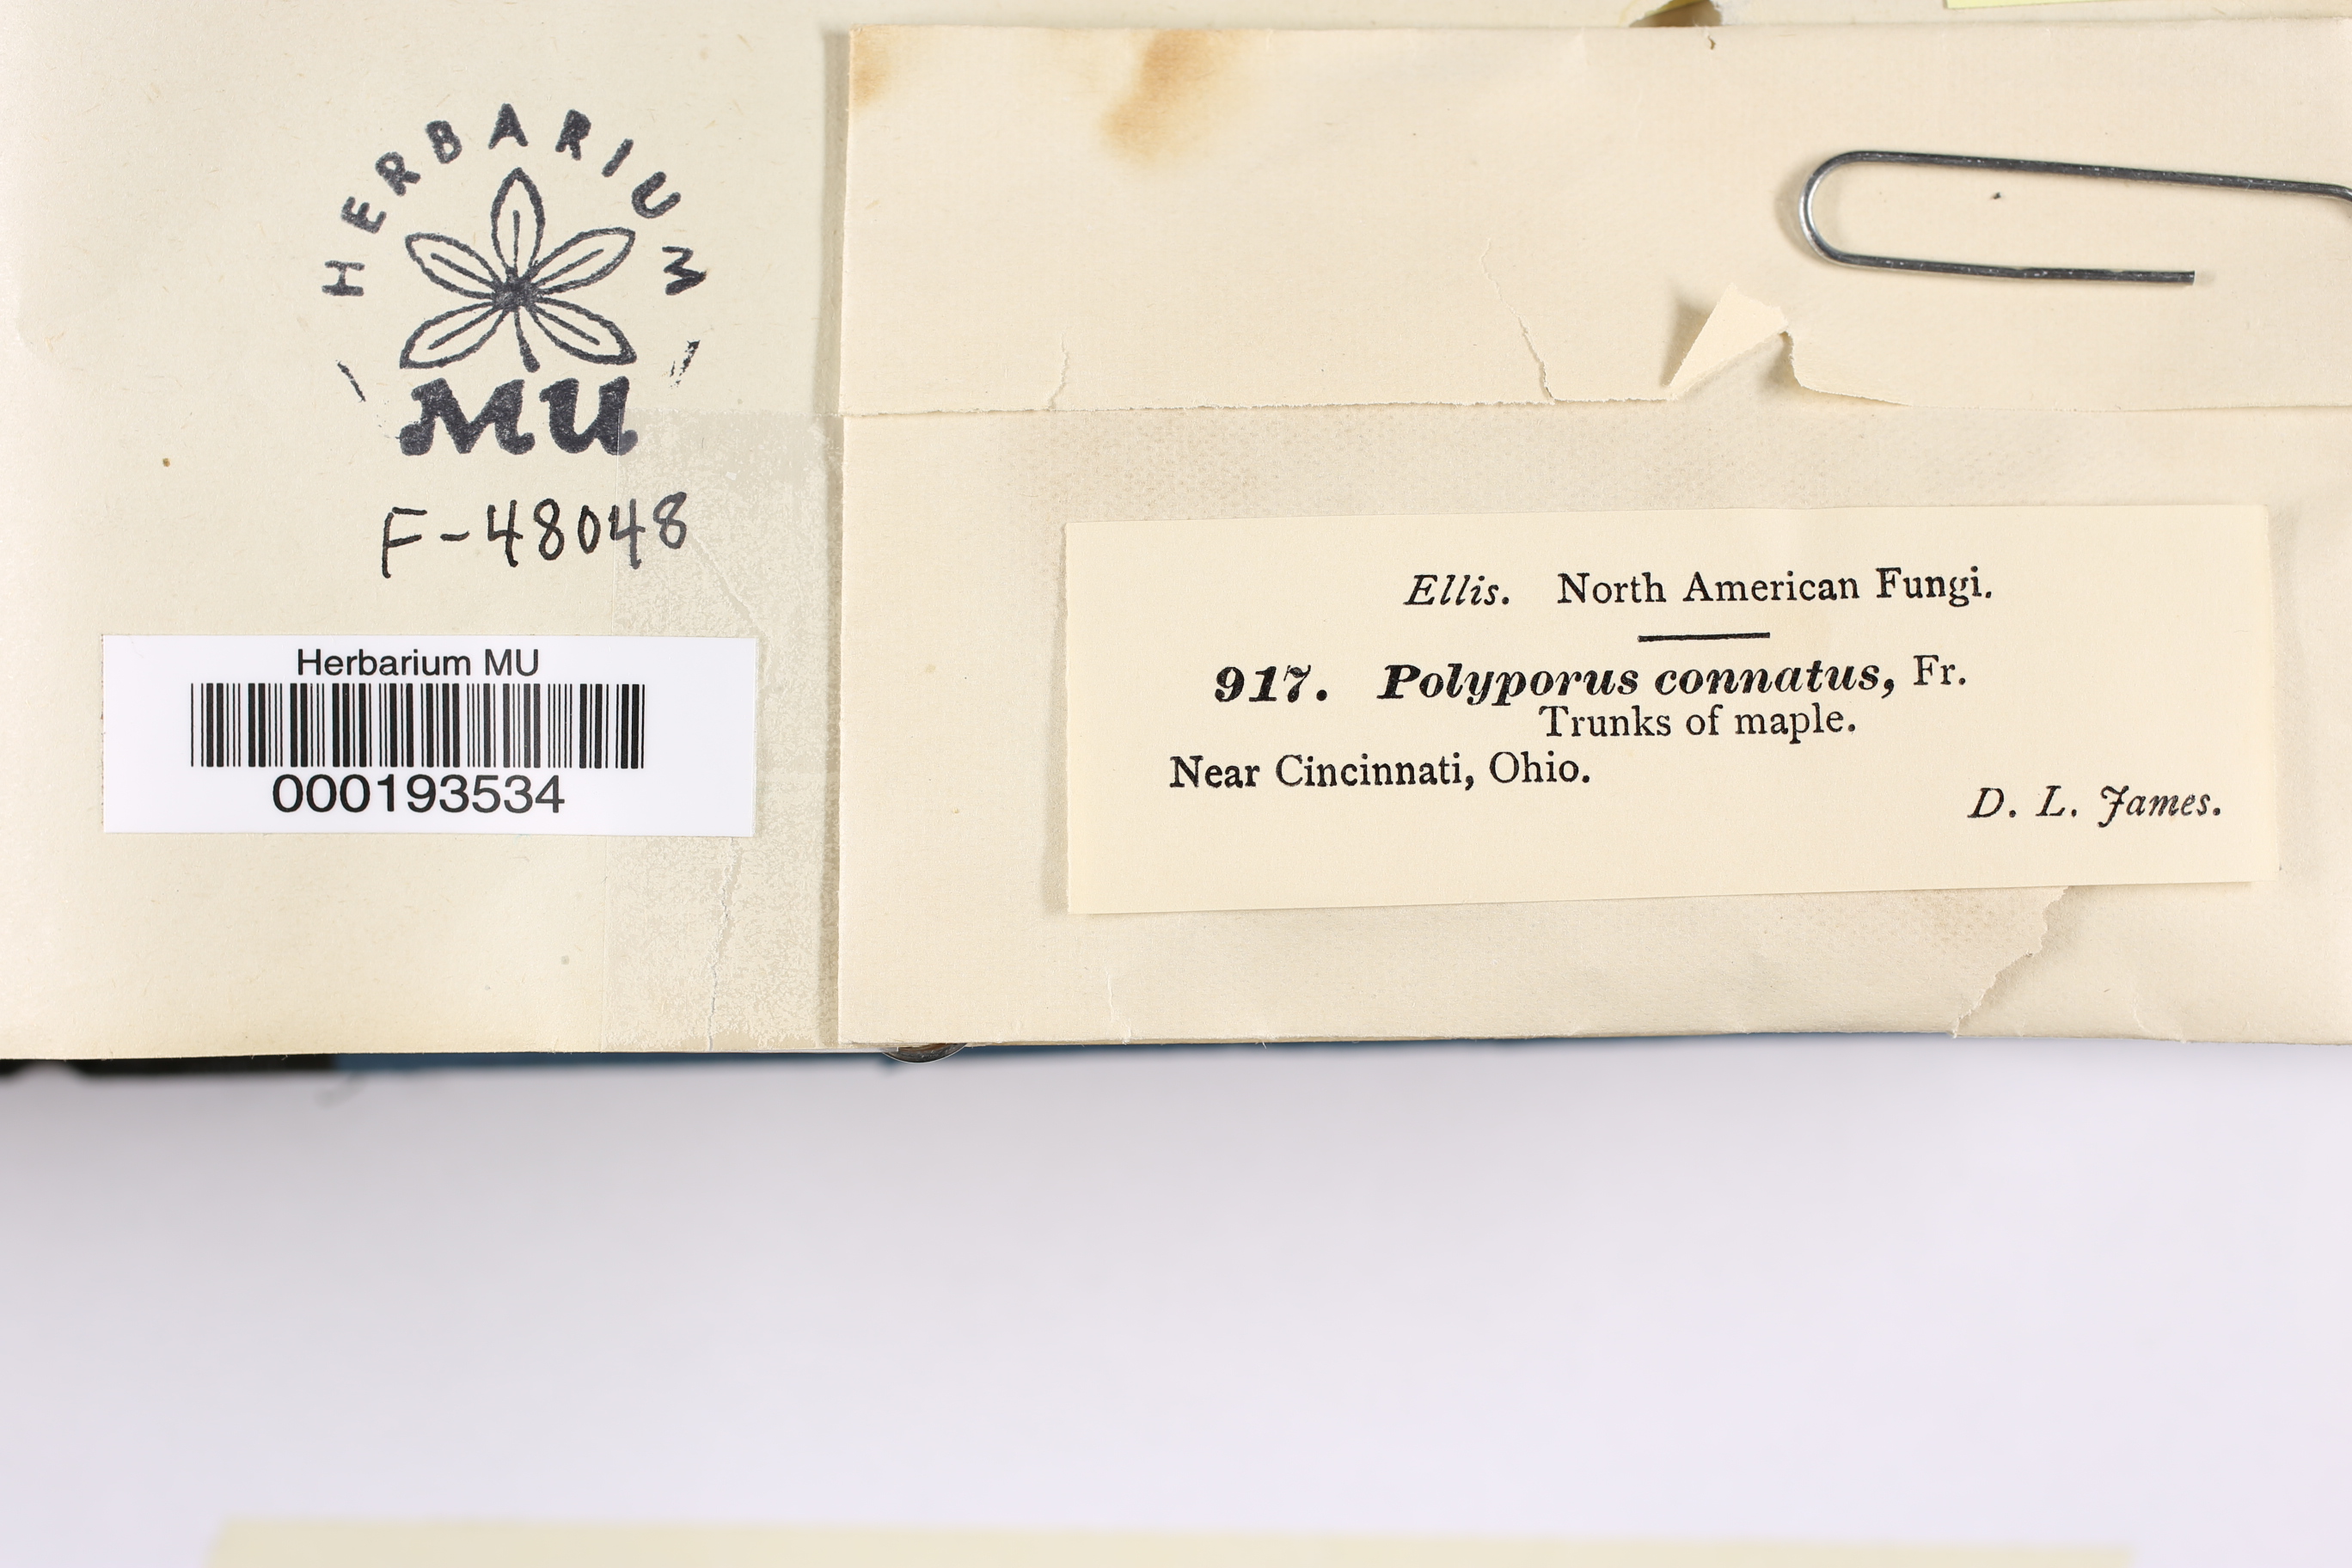 HERBARIUM
MU
F-48048
Herbarium MU
000193534
Ellis. North American Fungi.
917. Polyporus connatus, Fr.
Trunks of maple.
Near Cincinnati, Ohio.
D. L. James.